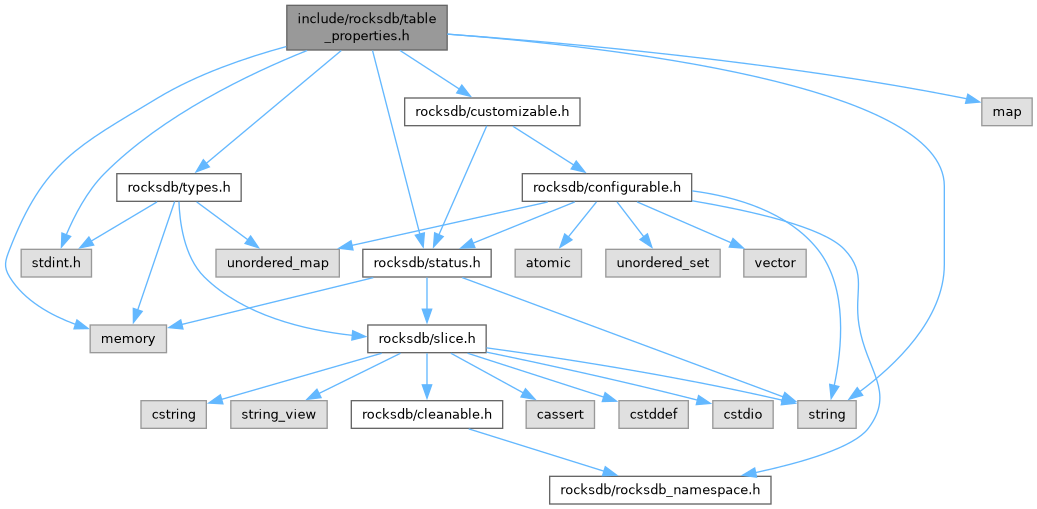 include/rocksdb/table
_properties.h
rocksdb/customizable.h
map
rocksdb/types.h
rocksdb/configurable.h
stdint.h
unordered_map
rocksdb/status.h
atomic
unordered_set
vector
memory
rocksdb/slice.h
cstring
string_view
rocksdb/cleanable.h
cassert
cstddef
cstdio
string
rocksdb/rocksdb_namespace.h